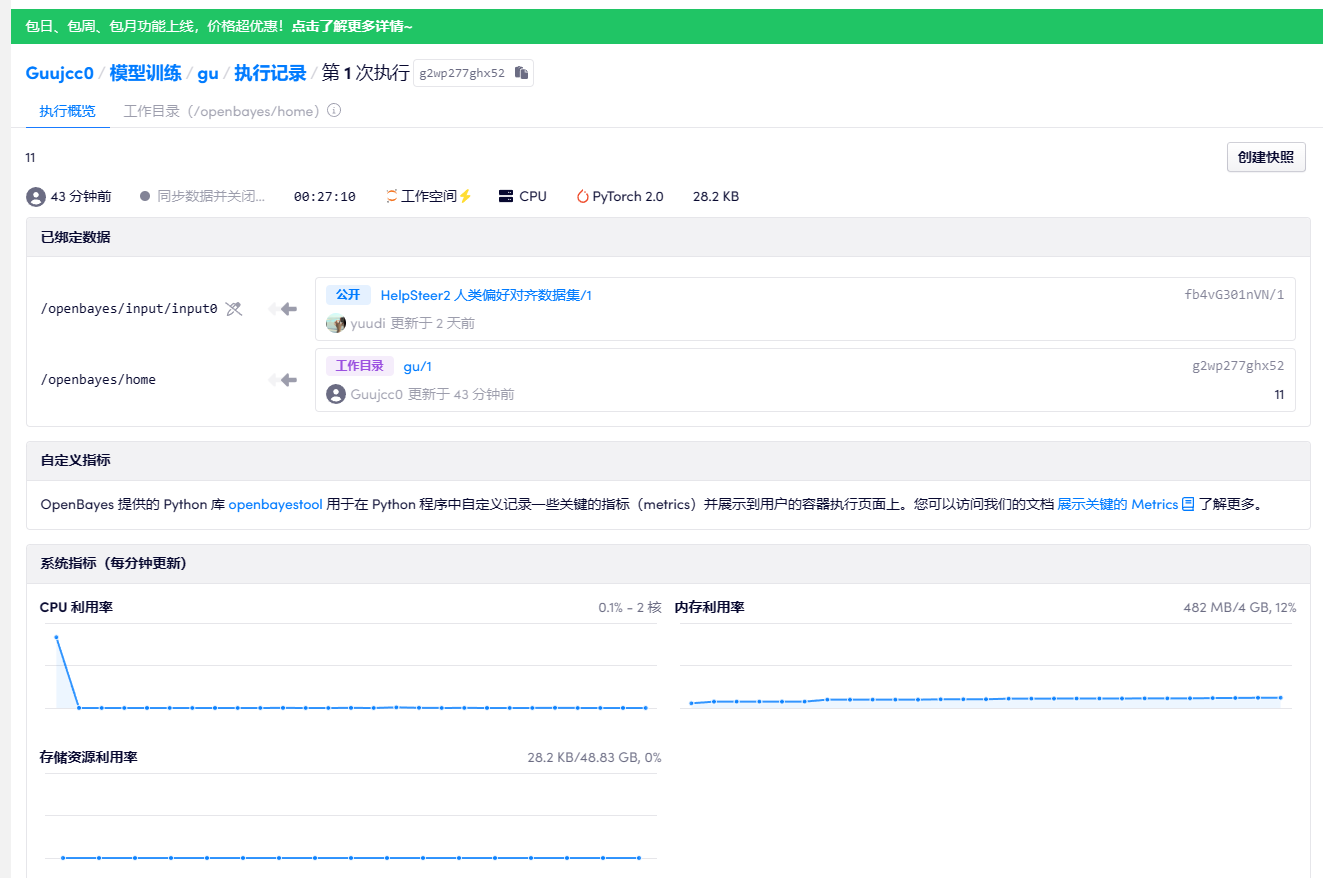 包日、包周、包月功能上线，价格超优惠！点击了解更多详情~
Guujcc0 / 模型训练 / gu / 执行记录 / 第 1 次执行 g2wp277ghx52
执行概览 工作目录（/openbayes/home）
11 创建快照
43 分钟前 同步数据并关闭... 00:27:10 工作空间 CPU PyTorch 2.0 28.2 KB
已绑定数据
/openbayes/input/input0
公开 HelpSteer2 人类偏好对齐数据集/1 fb4vG301nVN/1
yuudi 更新于 2 天前
/openbayes/home
工作目录 gu/1 g2wp277ghx52
Guujcc0 更新于 43 分钟前 11
自定义指标
OpenBayes 提供的 Python 库 openbayestool 用于在 Python 程序中自定义记录一些关键的指标（metrics）并展示到用户的容器执行页面上。您可以访问我们的文档 展示关键的 Metrics 了解更多。
系统指标（每分钟更新）
CPU 利用率 0.1% - 2 核 内存利用率 482 MB/4 GB, 12%
存储资源利用率 28.2 KB/48.83 GB, 0%